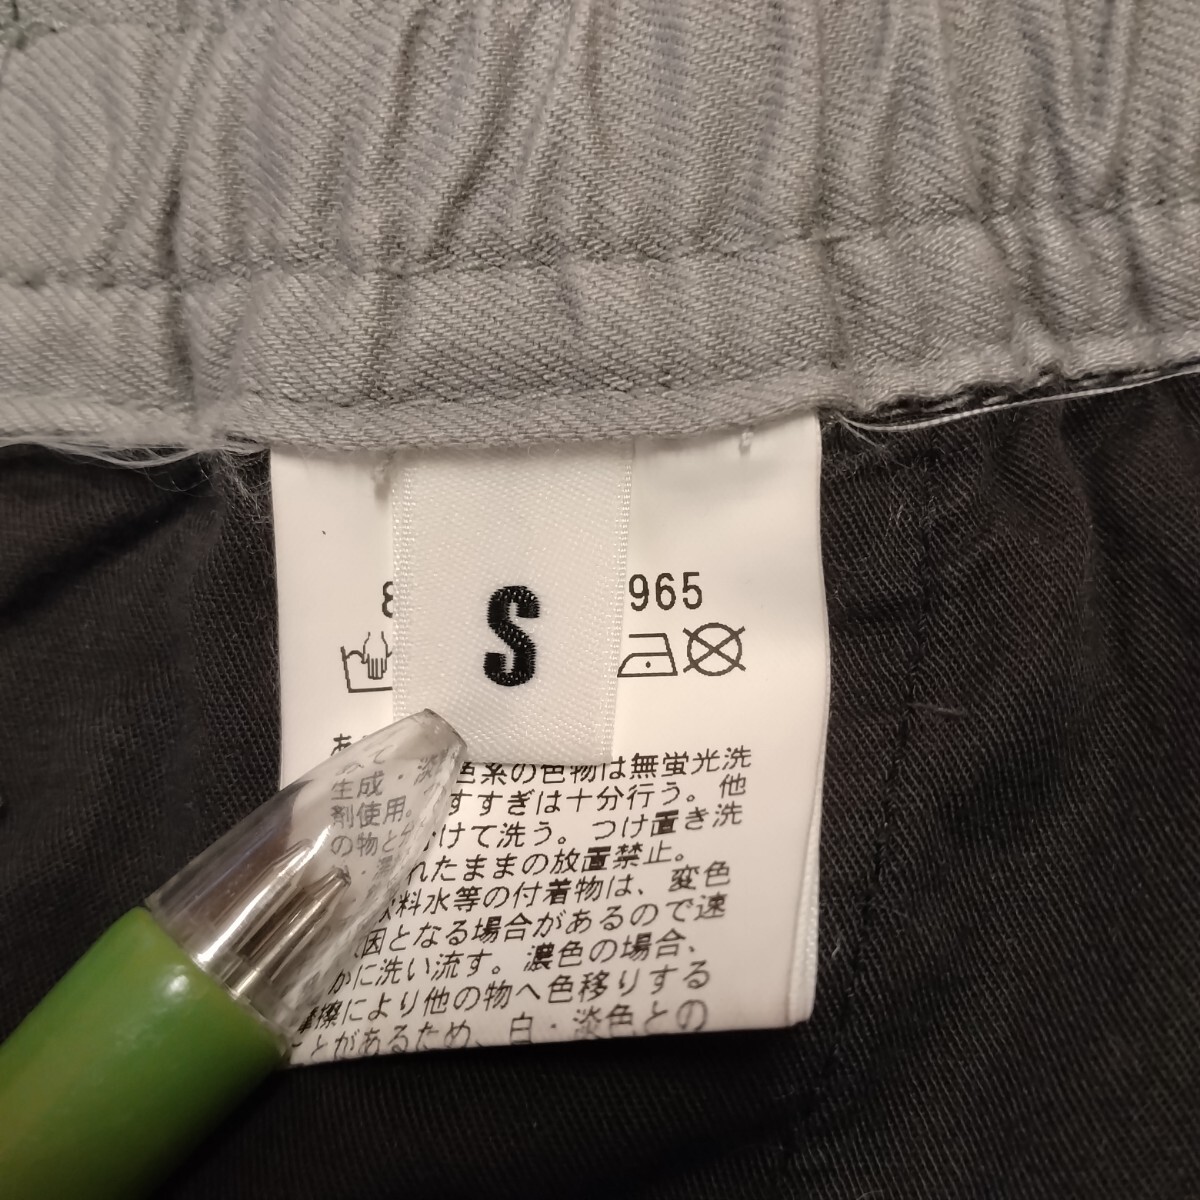 965
S
色系の色物は無蛍光洗
生成・淡
剤使用。すすぎは十分行う。他
の物と分けて洗う。つけ置き洗
れたままの放置禁止。
飲料水等の付着物は、変色
因となる場合があるので速
かに洗い流す。濃色の場合、
摩擦により他の物へ色移りする
ことがあるため、白・淡色との